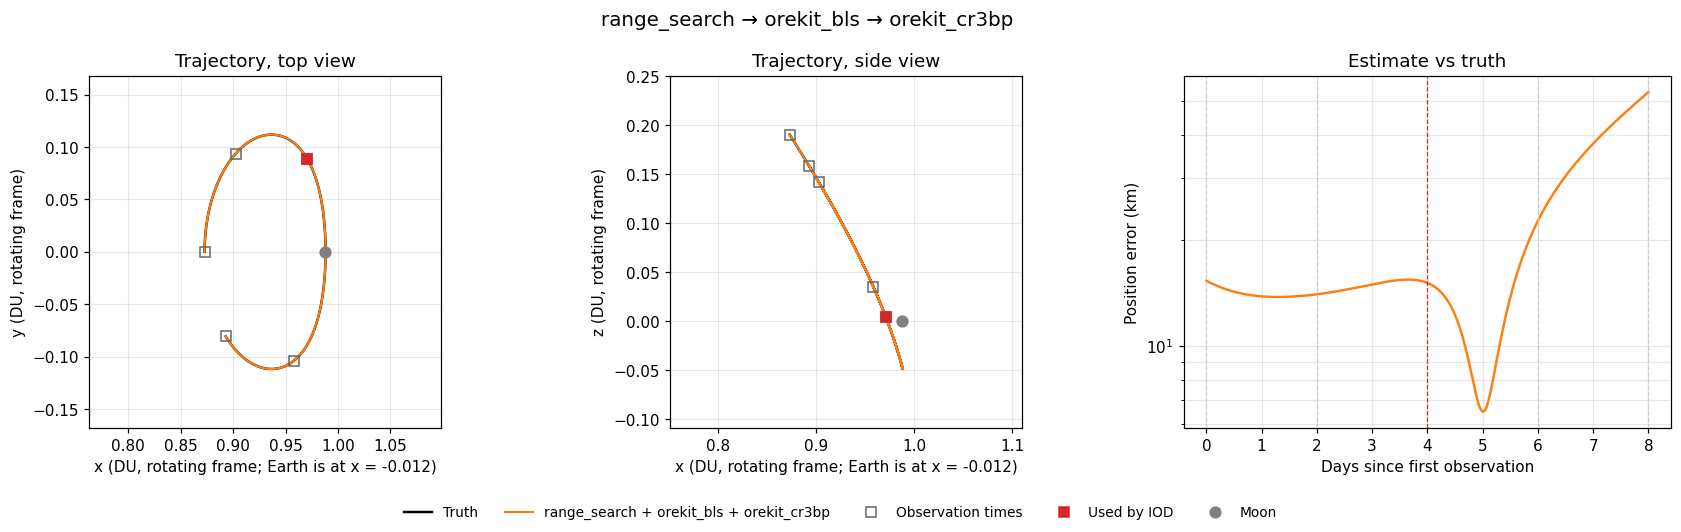 range_search → orekit_bls → orekit_cr3bp
Trajectory, top view
0.15
0.10
0.05
0.00
−0.05
−0.10
−0.15
y (DU, rotating frame)
0.80 0.85 0.90 0.95 1.00 1.05
x (DU, rotating frame; Earth is at x = -0.012)
Trajectory, side view
0.25
0.20
0.15
0.10
0.05
0.00
−0.05
−0.10
z (DU, rotating frame)
0.8 0.9 1.0 1.1
x (DU, rotating frame; Earth is at x = -0.012)
Estimate vs truth
10¹
Position error (km)
0 1 2 3 4 5 6 7 8
Days since first observation
Truth range_search + orekit_bls + orekit_cr3bp Observation times Used by IOD Moon